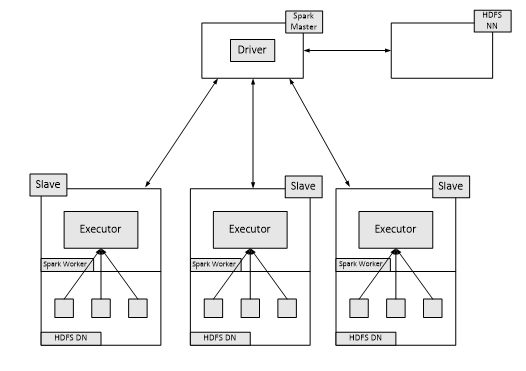 Spark
Master
HDFS
NN
Driver
Slave
Slave
Slave
Executor
Executor
Executor
Spark Worker
Spark Worker
Spark Worker
HDFS DN
HDFS DN
HDFS DN